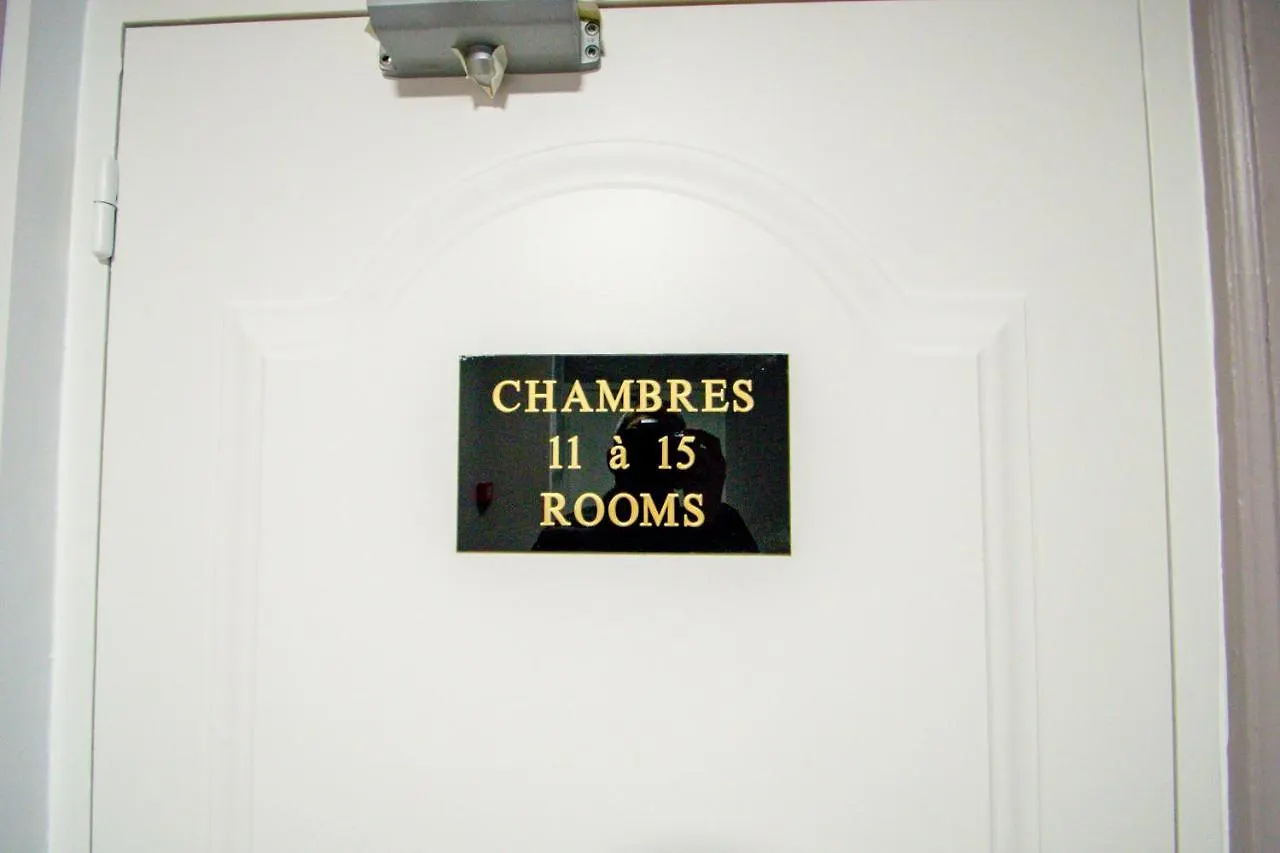 CHAMBRES
11 à 15
ROOMS